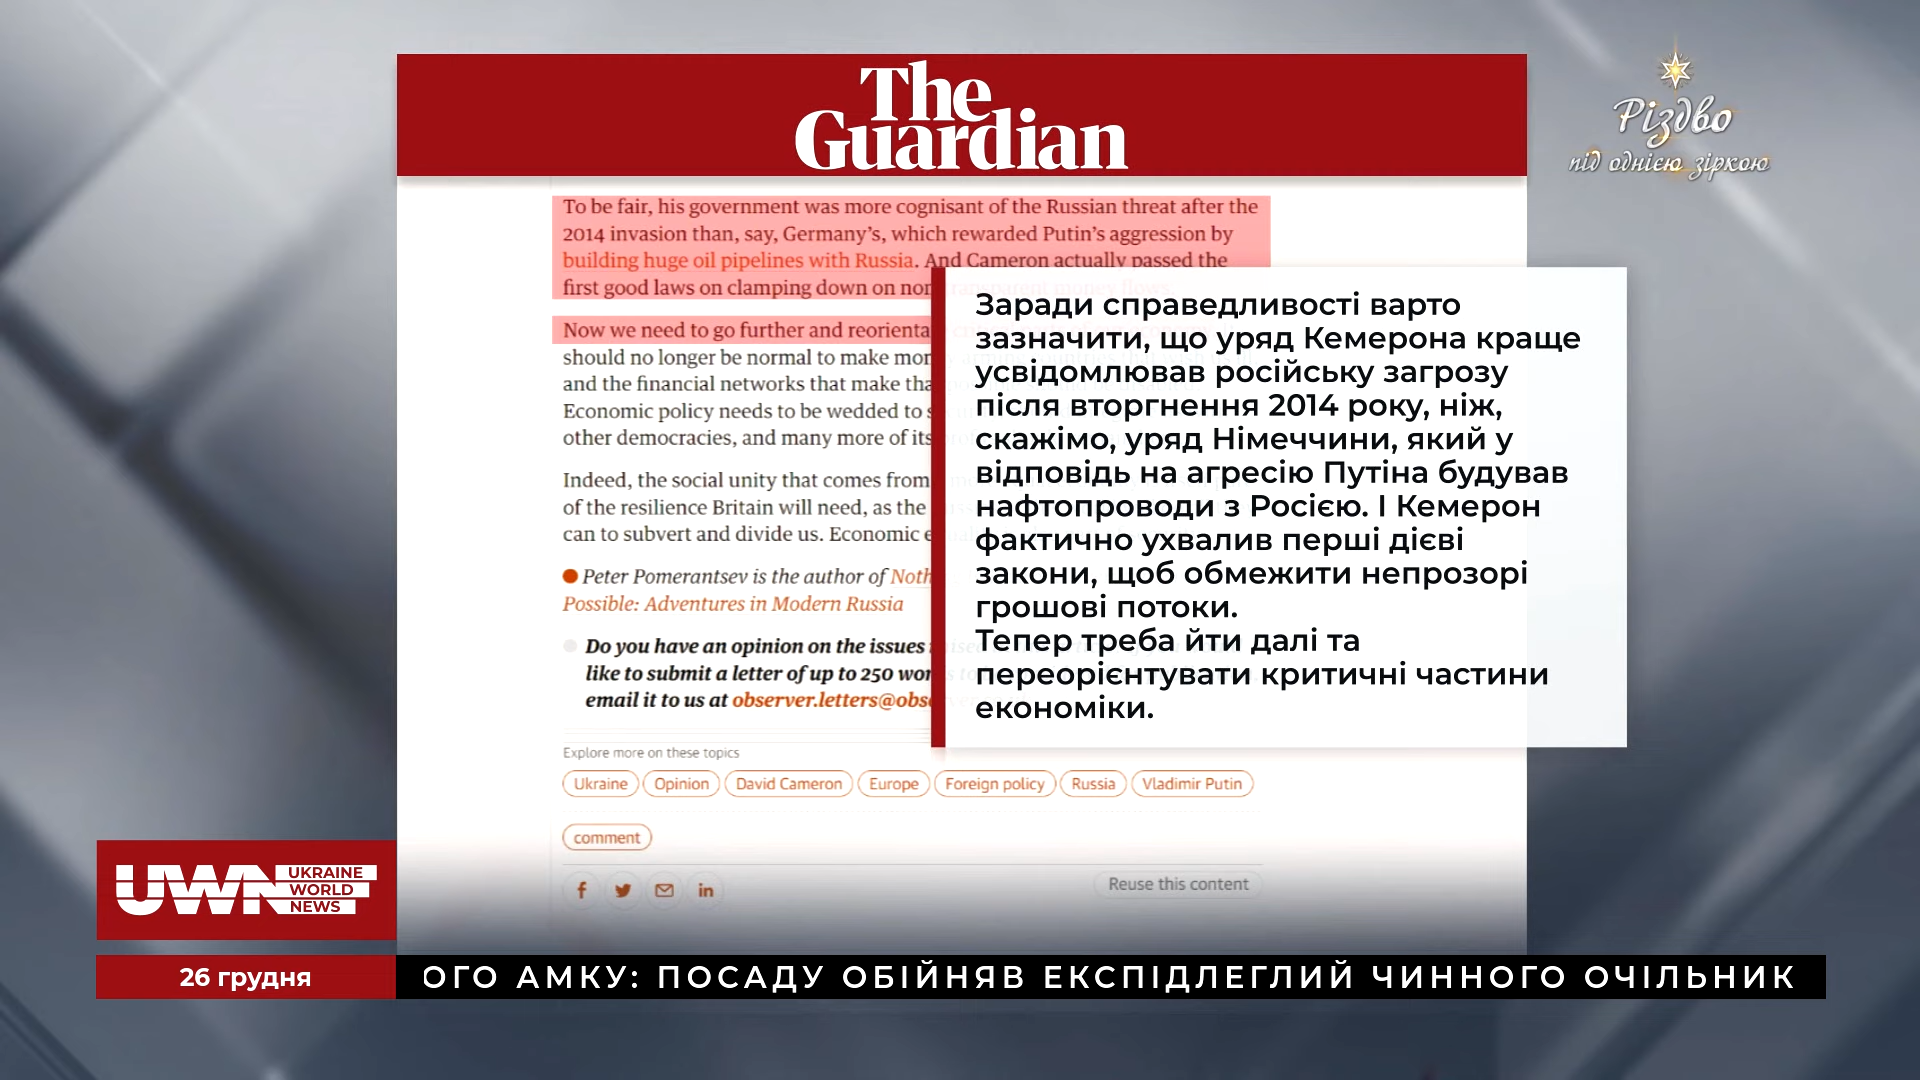 The
Guardian
Різдво
під однією зіркою
To be fair, his government was more cognisant of the Russian threat after the
2014 invasion than, say, Germany's, which rewarded Putin's aggression by
building huge oil pipelines with Russia. And Cameron actually passed the
first good laws on clamping down on non transparent money flows.
Now we need to go further and reorienta
should no longer be normal to make mon
and the financial networks that make tha
Economic policy needs to be wedded to s
other democracies, and many more of its
Indeed, the social unity that comes from
of the resilience Britain will need, as the
can to subvert and divide us. Economic e
Peter Pomerantsev is the author of Noth
Possible: Adventures in Modern Russia
Do you have an opinion on the issues
like to submit a letter of up to 250 wor
email it to us at observer.letters@obs
Заради справедливості варто
зазначити, що уряд Кемерона краще
усвідомлював російську загрозу
після вторгнення 2014 року, ніж,
скажімо, уряд Німеччини, який у
відповідь на агресію Путіна будував
нафтопроводи з Росією. І Кемерон
фактично ухвалив перші дієві
закони, щоб обмежити непрозорі
грошові потоки.
Тепер треба йти далі та
переорієнтувати критичні частини
економіки.
Explore more on these topics
Ukraine Opinion David Cameron Europe Foreign policy Russia Vladimir Putin
comment
Reuse this content
UWN UKRAINE
WORLD
NEWS
26 грудня
ОГО АМКУ: ПОСАДУ ОБІЙНЯВ ЕКСПІДЛЕГЛИЙ ЧИННОГО ОЧІЛЬНИК